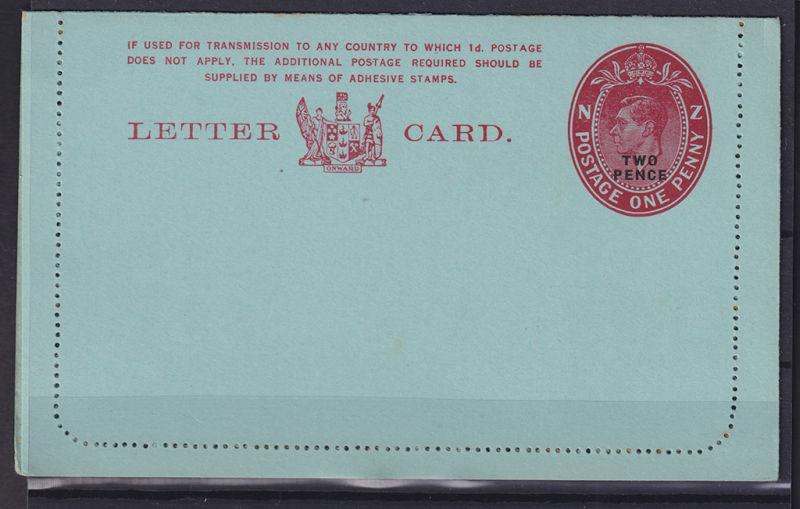 IF USED FOR TRANSMISSION TO ANY COUNTRY TO WHICH 1d. POSTAGE
DOES NOT APPLY, THE ADDITIONAL POSTAGE REQUIRED SHOULD BE
SUPPLIED BY MEANS OF ADHESIVE STAMPS.
LETTER CARD.
ONWARD
N Z
POSTAGE ONE PENNY
TWO
PENCE